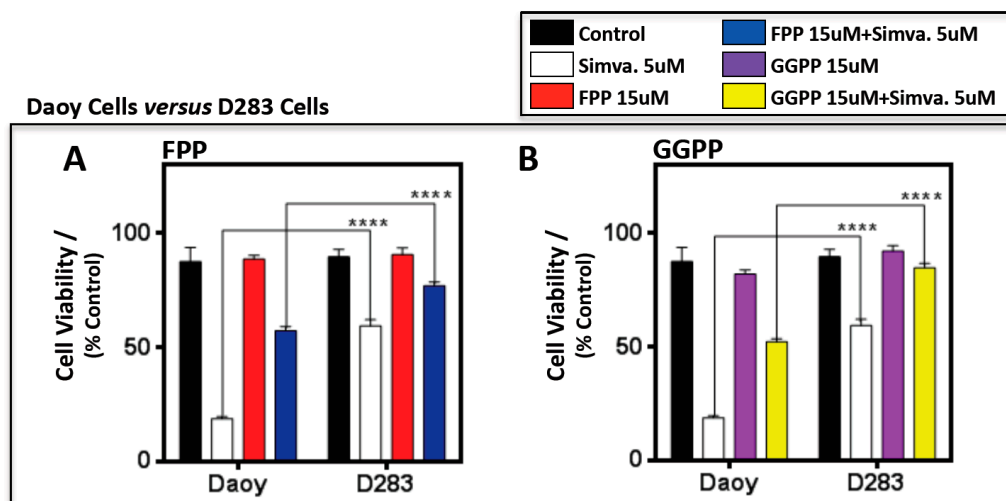 Control
FPP 15uM+Simva. 5uM
Simva. 5uM
GGPP 15uM
FPP 15uM
GGPP 15uM+Simva. 5uM
Daoy Cells versus D283 Cells
A
FPP
B
GGPP
Cell Viability /
(% Control)
100
50
0
****
****
Daoy
D283
Cell Viability /
(% Control)
100
50
0
****
****
Daoy
D283